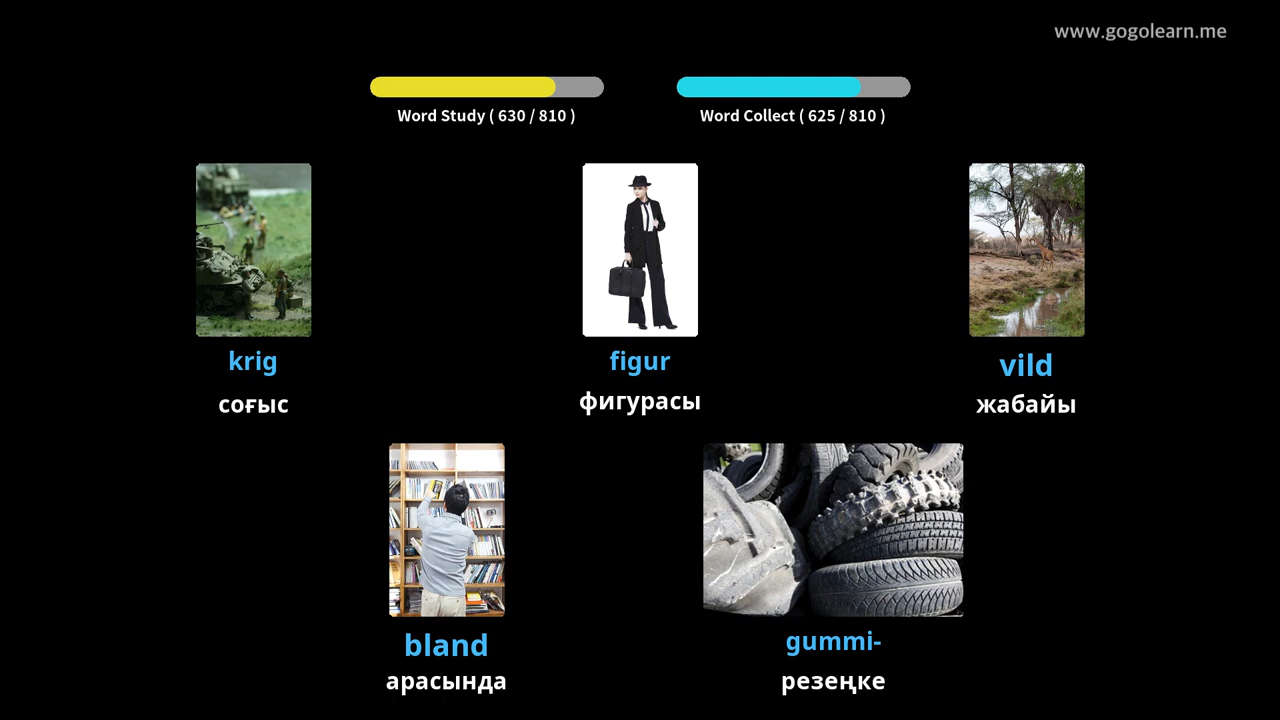 www.gogolearn.me
Word Study ( 630 / 810 )
Word Collect ( 625 / 810 )
krig
соғыс
figur
фигурасы
vild
жабайы
bland
арасында
gummi-
резеңке